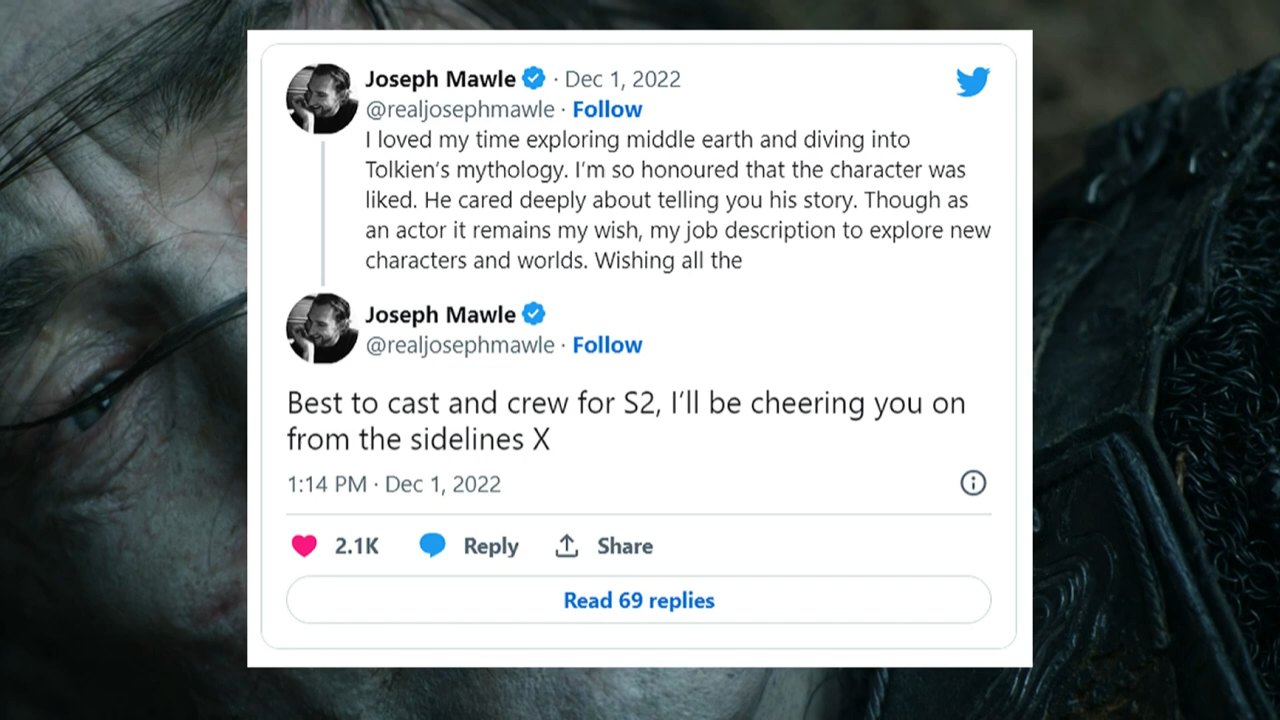 Joseph Mawle · Dec 1, 2022
@realjosephmawle · Follow
I loved my time exploring middle earth and diving into
Tolkien’s mythology. I’m so honoured that the character was
liked. He cared deeply about telling you his story. Though as
an actor it remains my wish, my job description to explore new
characters and worlds. Wishing all the
Joseph Mawle
@realjosephmawle · Follow
Best to cast and crew for S2, I’ll be cheering you on
from the sidelines X
1:14 PM · Dec 1, 2022
2.1K Reply Share
Read 69 replies